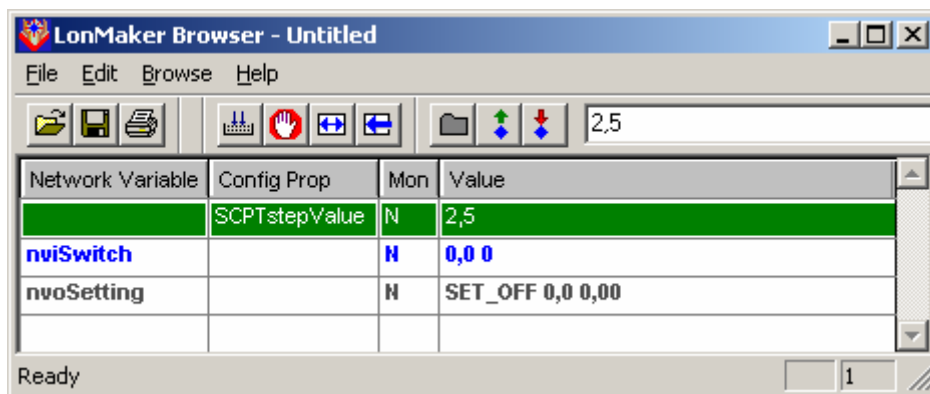 LonMaker Browser - Untitled
File Edit Browse Help
2,5
Network Variable Config Prop Mon Value
SCPTstepValue N 2,5
nviSwitch N 0,0 0
nvoSetting N SET_OFF 0,0 0,00
Ready 1